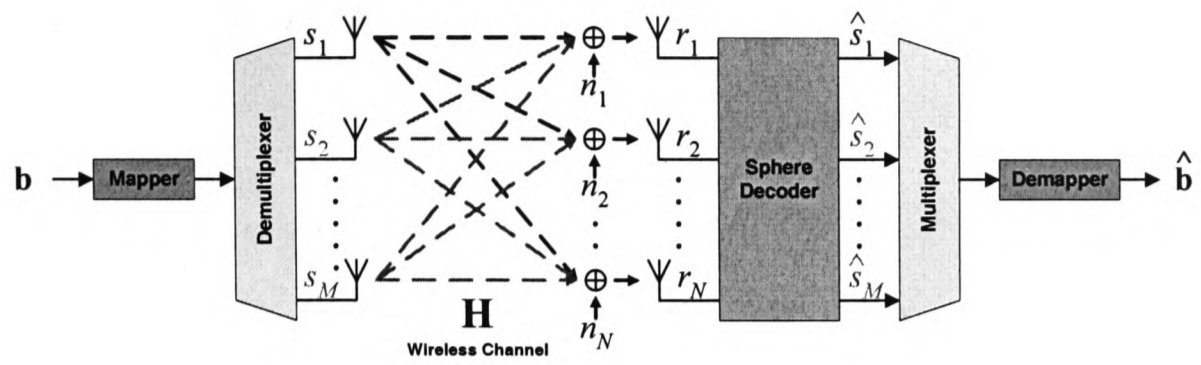 b
Mapper
Demultiplexer
s1
s2
sM
H
Wireless Channel
n1
n2
nN
r1
r2
rN
Sphere
Decoder
ŝ1
ŝ2
ŝM
Multiplexer
Demapper
b̂